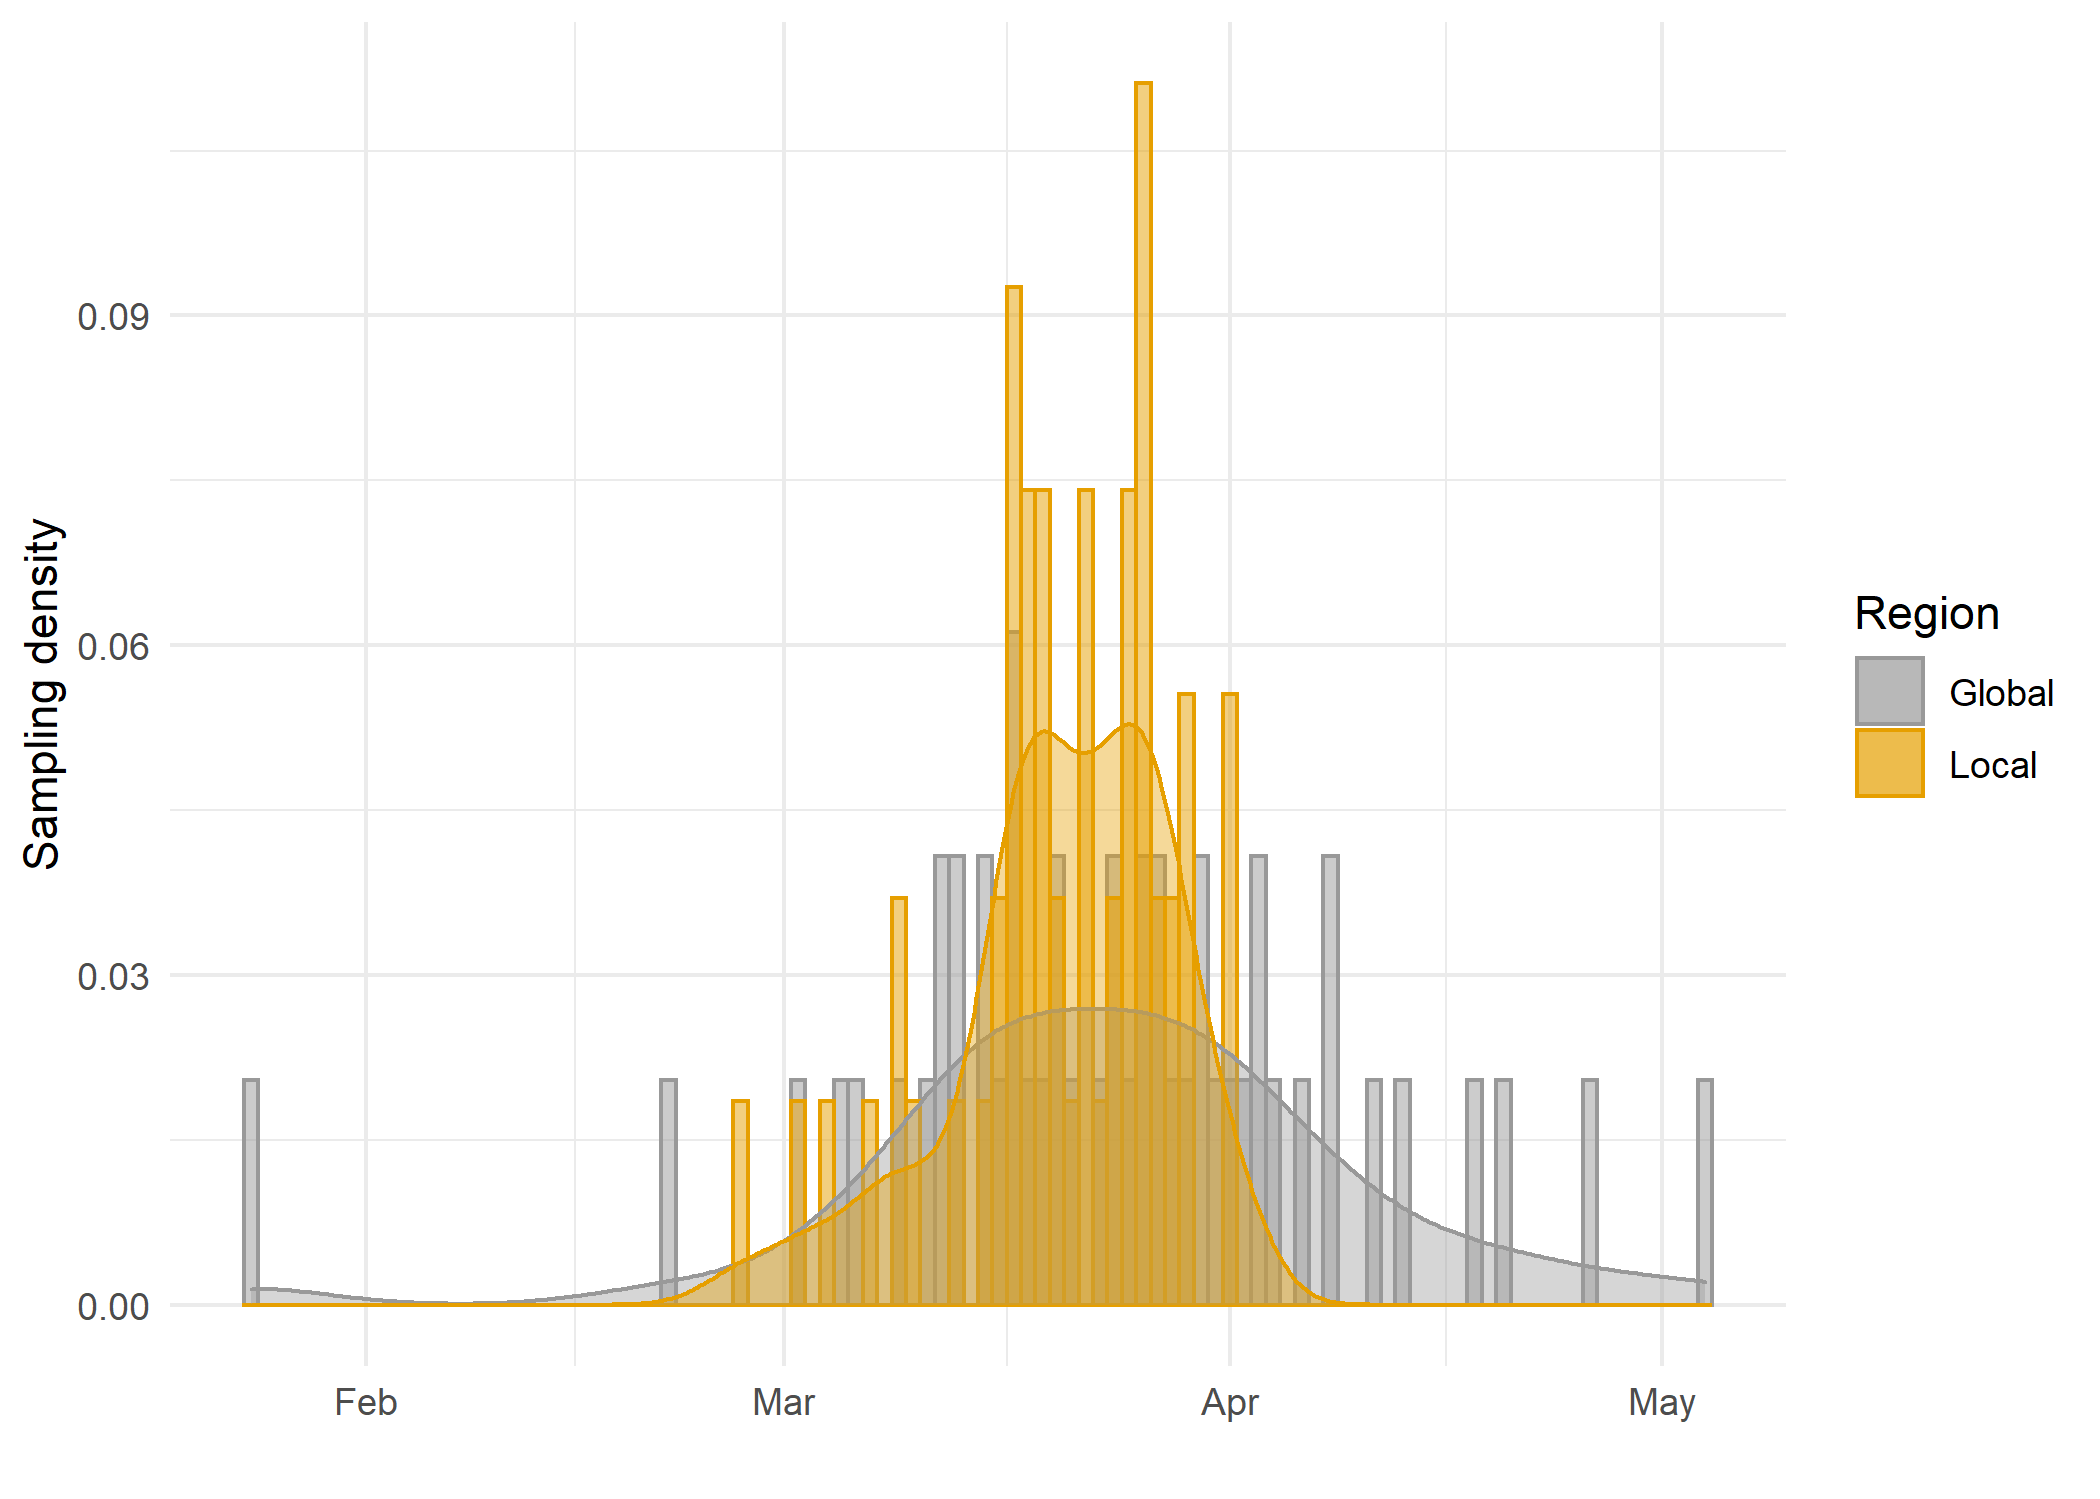 Sampling density
0.09
0.06
0.03
0.00
Feb Mar Apr May
Region
Global
Local